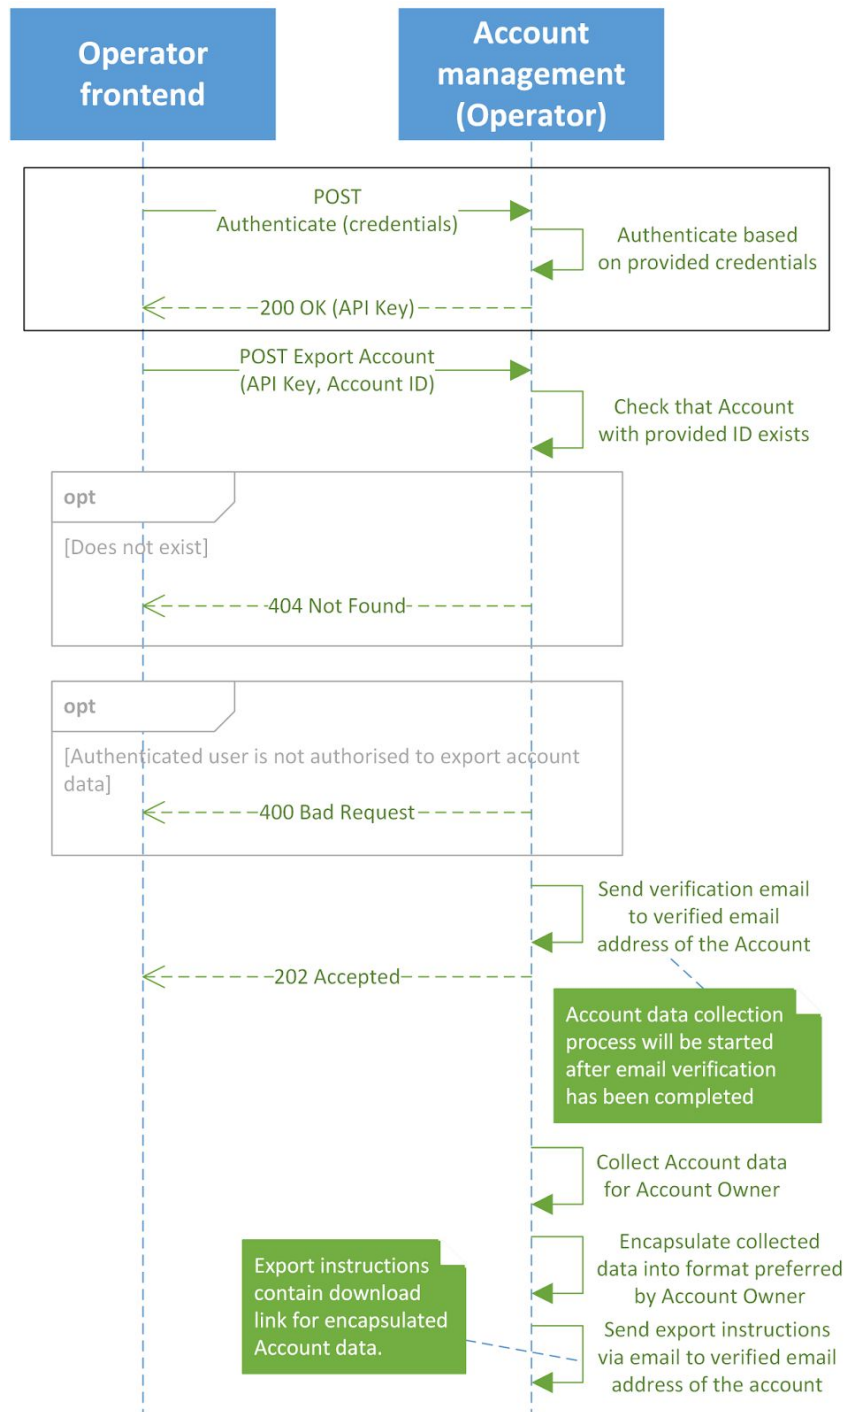 Operator
frontend
Account
management
(Operator)
POST
Authenticate (credentials)
Authenticate based
on provided credentials
200 OK (API Key)
POST Export Account
(API Key, Account ID)
Check that Account
with provided ID exists
opt
[Does not exist]
404 Not Found
opt
[Authenticated user is not authorised to export account
data]
400 Bad Request
Send verification email
to verified email
address of the Account
202 Accepted
Account data collection
process will be started
after email verification
has been completed
Collect Account data
for Account Owner
Encapsulate collected
data into format preferred
by Account Owner
Export instructions
contain download
link for encapsulated
Account data.
Send export instructions
via email to verified email
address of the account